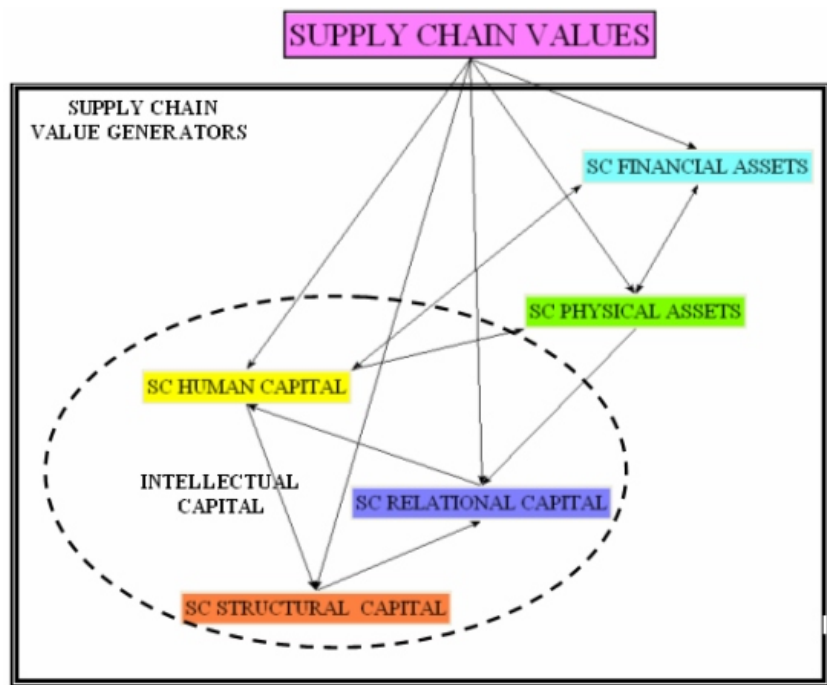 SUPPLY CHAIN VALUES
SUPPLY CHAIN
VALUE GENERATORS
SC FINANCIAL ASSETS
SC PHYSICAL ASSETS
SC HUMAN CAPITAL
INTELLECTUAL
CAPITAL
SC RELATIONAL CAPITAL
SC STRUCTURAL CAPITAL